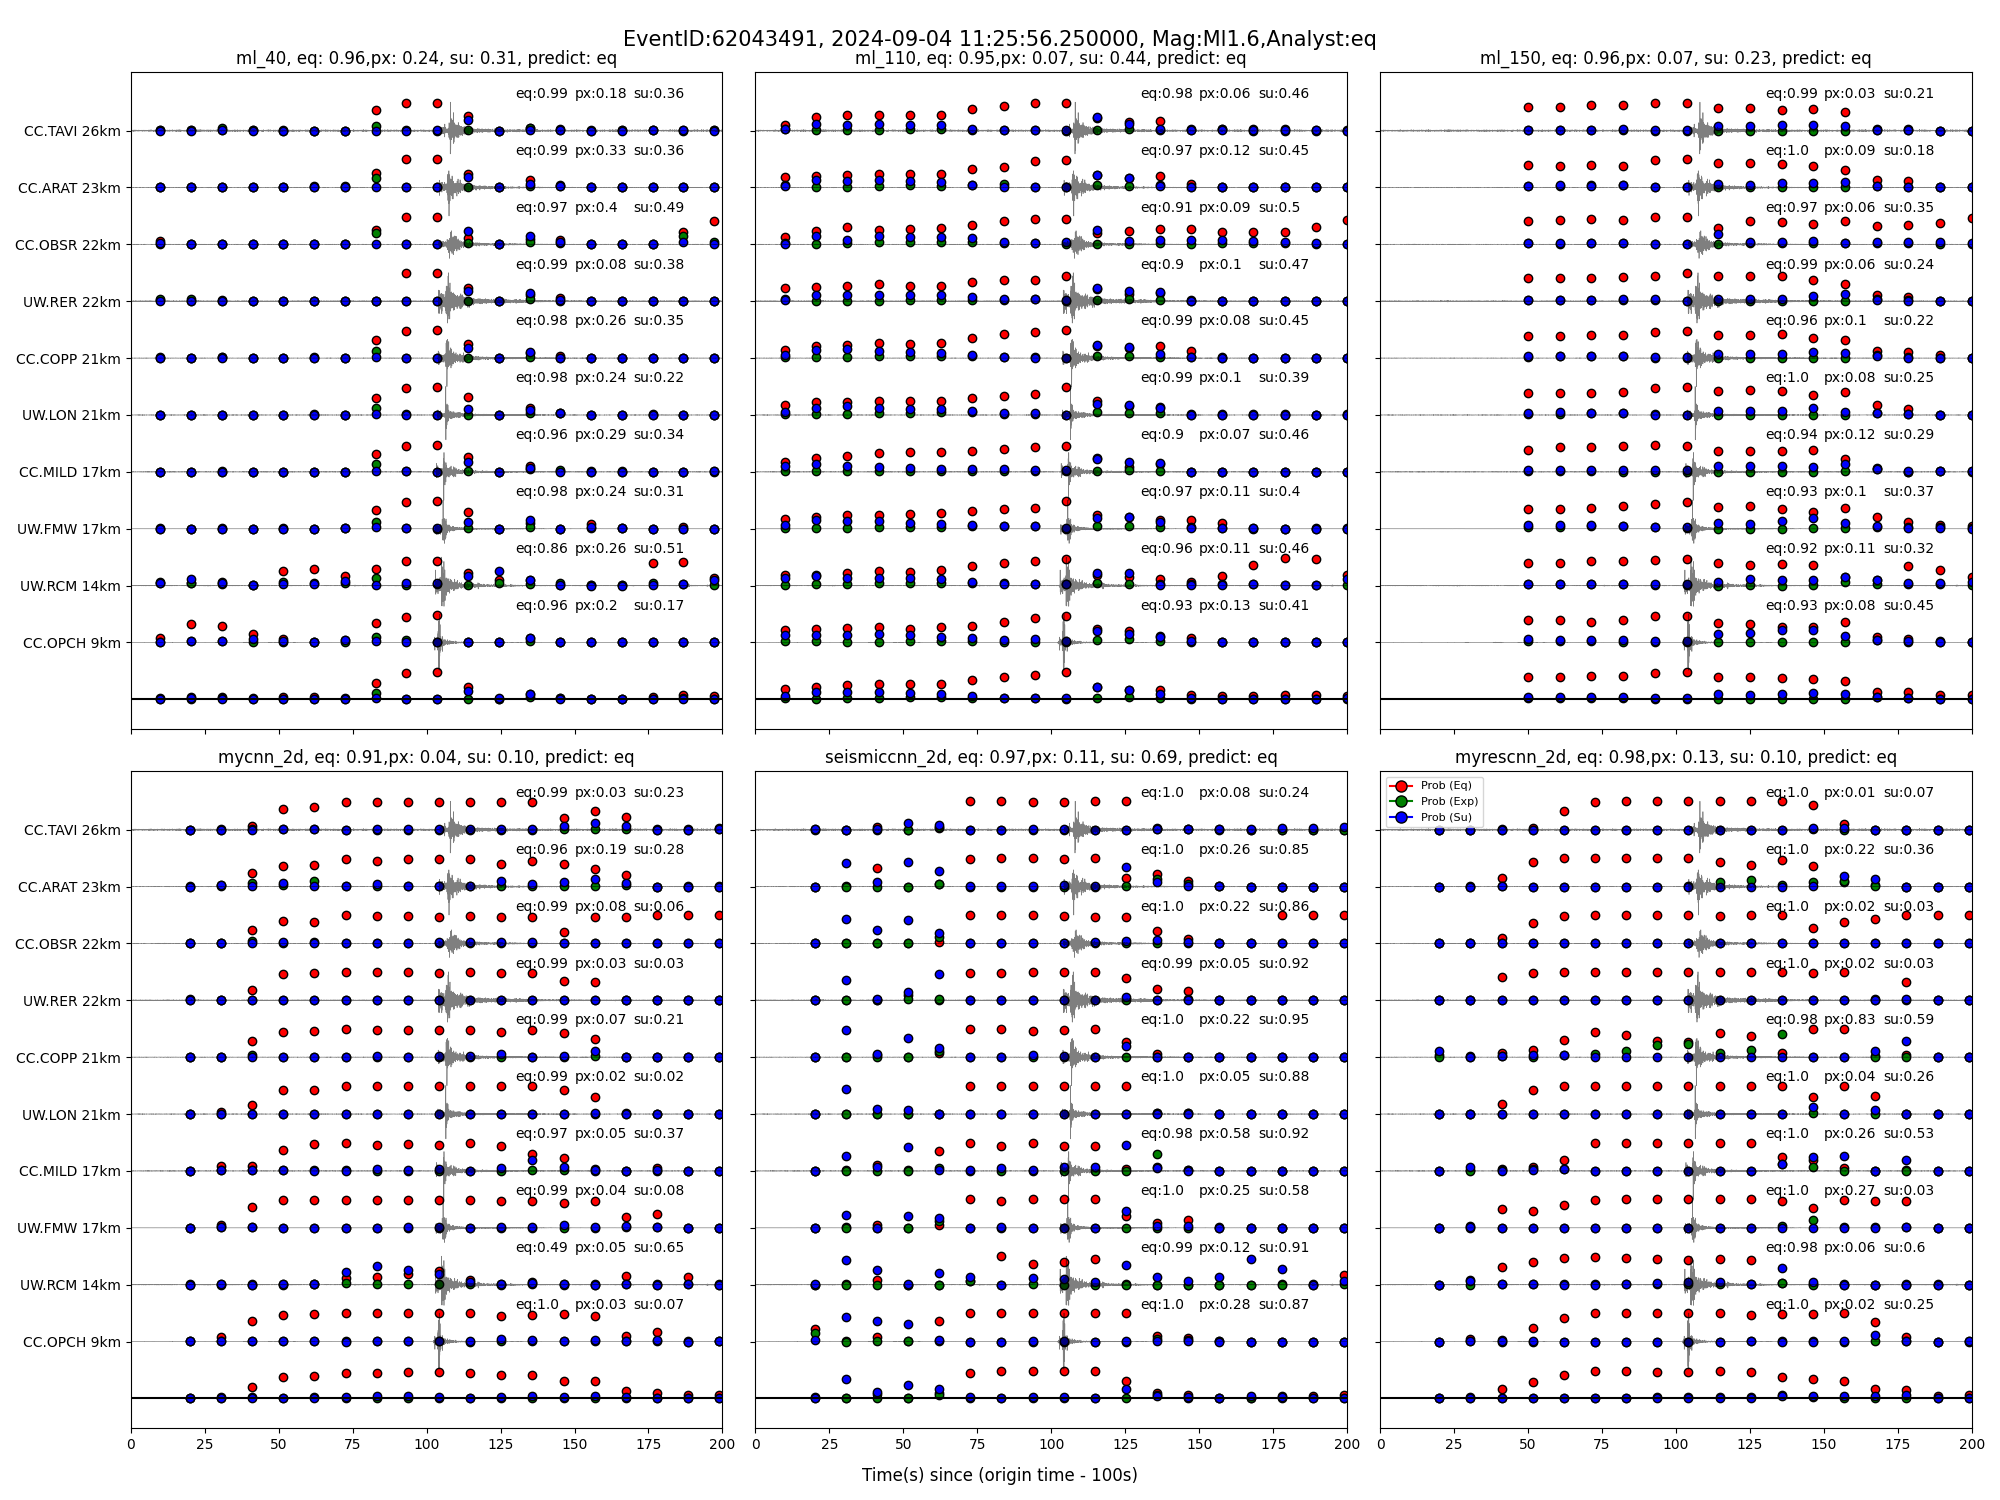 EventID:62043491, 2024-09-04 11:25:56.250000, Mag:Ml1.6,Analyst:eq
ml_40, eq: 0.96,px: 0.24, su: 0.31, predict: eq
CC.TAVI 26km eq:0.99 px:0.18 su:0.36
CC.ARAT 23km eq:0.99 px:0.33 su:0.36
CC.OBSR 22km eq:0.97 px:0.4 su:0.49
UW.RER 22km eq:0.99 px:0.08 su:0.38
CC.COPP 21km eq:0.98 px:0.26 su:0.35
UW.LON 21km eq:0.98 px:0.24 su:0.22
CC.MILD 17km eq:0.96 px:0.29 su:0.34
UW.FMW 17km eq:0.98 px:0.24 su:0.31
UW.RCM 14km eq:0.86 px:0.26 su:0.51
CC.OPCH 9km eq:0.96 px:0.2 su:0.17
ml_110, eq: 0.95,px: 0.07, su: 0.44, predict: eq
eq:0.98 px:0.06 su:0.46
eq:0.97 px:0.12 su:0.45
eq:0.91 px:0.09 su:0.5
eq:0.9 px:0.1 su:0.47
eq:0.99 px:0.08 su:0.45
eq:0.99 px:0.1 su:0.39
eq:0.9 px:0.07 su:0.46
eq:0.97 px:0.11 su:0.4
eq:0.96 px:0.11 su:0.46
eq:0.93 px:0.13 su:0.41
ml_150, eq: 0.96,px: 0.07, su: 0.23, predict: eq
eq:0.99 px:0.03 su:0.21
eq:1.0 px:0.09 su:0.18
eq:0.97 px:0.06 su:0.35
eq:0.99 px:0.06 su:0.24
eq:0.96 px:0.1 su:0.22
eq:1.0 px:0.08 su:0.25
eq:0.94 px:0.12 su:0.29
eq:0.93 px:0.1 su:0.37
eq:0.92 px:0.11 su:0.32
eq:0.93 px:0.08 su:0.45
mycnn_2d, eq: 0.91,px: 0.04, su: 0.10, predict: eq
CC.TAVI 26km eq:0.99 px:0.03 su:0.23
CC.ARAT 23km eq:0.96 px:0.19 su:0.28
CC.OBSR 22km eq:0.99 px:0.08 su:0.06
UW.RER 22km eq:0.99 px:0.03 su:0.03
CC.COPP 21km eq:0.99 px:0.07 su:0.21
UW.LON 21km eq:0.99 px:0.02 su:0.02
CC.MILD 17km eq:0.97 px:0.05 su:0.37
UW.FMW 17km eq:0.99 px:0.04 su:0.08
UW.RCM 14km eq:0.49 px:0.05 su:0.65
CC.OPCH 9km eq:1.0 px:0.03 su:0.07
0 25 50 75 100 125 150 175 200
seismiccnn_2d, eq: 0.97,px: 0.11, su: 0.69, predict: eq
eq:1.0 px:0.08 su:0.24
eq:1.0 px:0.26 su:0.85
eq:1.0 px:0.22 su:0.86
eq:0.99 px:0.05 su:0.92
eq:1.0 px:0.22 su:0.95
eq:1.0 px:0.05 su:0.88
eq:0.98 px:0.58 su:0.92
eq:1.0 px:0.25 su:0.58
eq:0.99 px:0.12 su:0.91
eq:1.0 px:0.28 su:0.87
0 25 50 75 100 125 150 175 200
myrescnn_2d, eq: 0.98,px: 0.13, su: 0.10, predict: eq
Prob (Eq)
Prob (Exp)
Prob (Su)
eq:1.0 px:0.01 su:0.07
eq:1.0 px:0.22 su:0.36
eq:1.0 px:0.02 su:0.03
eq:1.0 px:0.02 su:0.03
eq:0.98 px:0.83 su:0.59
eq:1.0 px:0.04 su:0.26
eq:1.0 px:0.26 su:0.53
eq:1.0 px:0.27 su:0.03
eq:0.98 px:0.06 su:0.6
eq:1.0 px:0.02 su:0.25
0 25 50 75 100 125 150 175 200
Time(s) since (origin time - 100s)